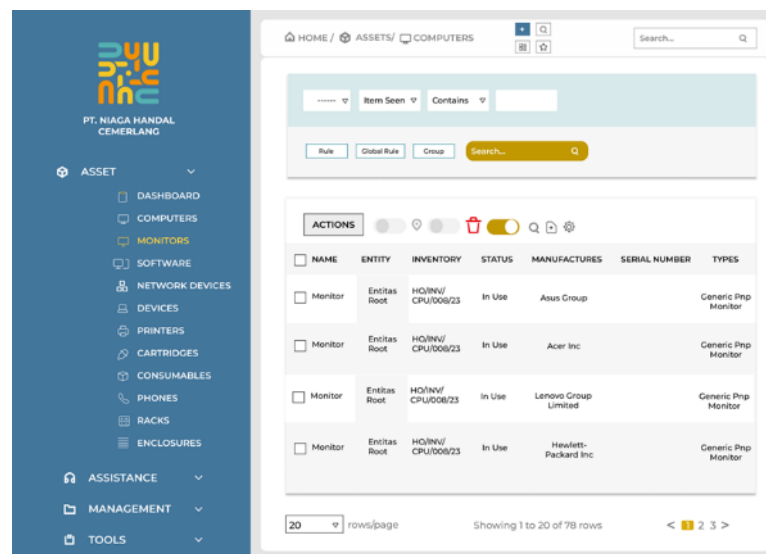 PT. NIAGA HANDAL
CEMERLANG
ASSET
DASHBOARD
COMPUTERS
MONITORS
SOFTWARE
NETWORK DEVICES
DEVICES
PRINTERS
CARTRIDGES
CONSUMABLES
PHONES
RACKS
ENCLOSURES
ASSISTANCE
MANAGEMENT
TOOLS
HOME / ASSETS/ COMPUTERS
Search...
------ Item Seen Contains
Rule Global Rule Group Search...
ACTIONS
NAME ENTITY INVENTORY STATUS MANUFACTURES SERIAL NUMBER TYPES
Monitor Entitas Root HO/INV/ CPU/008/23 In Use Asus Group Generic Pnp Monitor
Monitor Entitas Root HO/INV/ CPU/008/23 In Use Acer Inc Generic Pnp Monitor
Monitor Entitas Root HO/INV/ CPU/008/23 In Use Lenovo Group Limited Generic Pnp Monitor
Monitor Entitas Root HO/INV/ CPU/008/23 In Use Hewlett- Packard Inc Generic Pnp Monitor
20 rows/page Showing 1 to 20 of 78 rows < 1 2 3 >